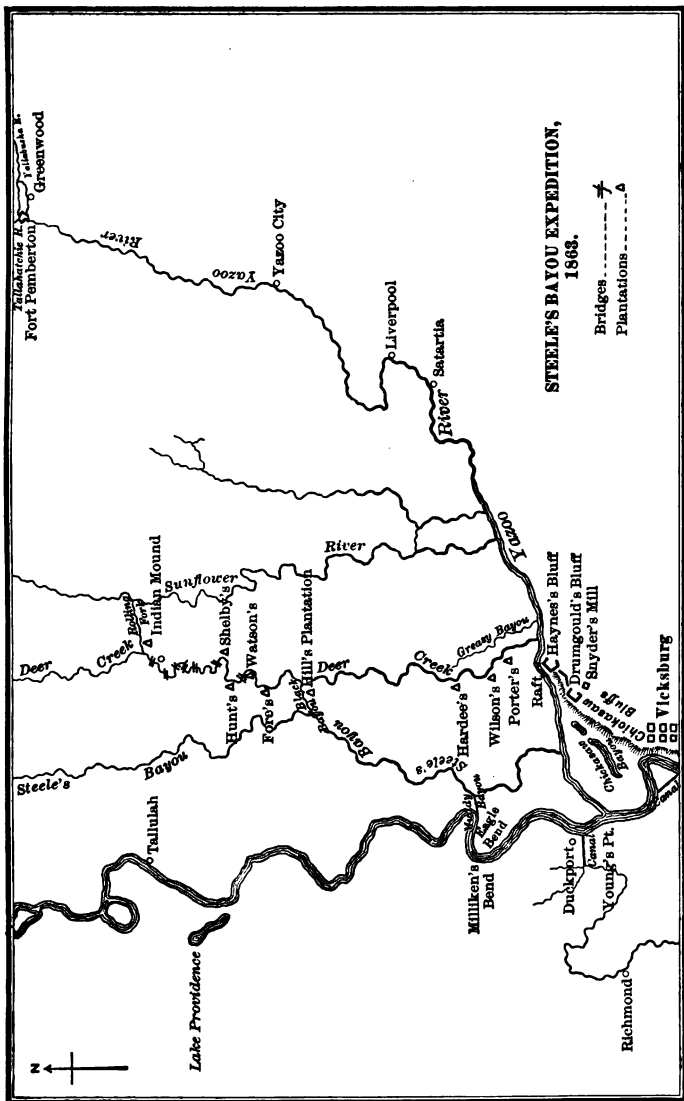 N
Tallahatchie R.
Yallabusha R.
Fort Pemberton
Greenwood
River
Yazoo
Yazoo City
Liverpool
Satartia
River
Yazoo
Rolling
Fork
Indian Mound
Sunflower
River
Deer
Creek
Shelby's
Hunt's
Watson's
Fore's
Black
Bayou
Hill's Plantation
Deer
Creek
Greasy Bayou
Steele's
Bayou
Bayou
Steele's
Tallulah
Lake Providence
Hardee's
Wilson's
Porter's
Raft
Haynes's Bluff
Drumgould's Bluff
Snyder's Mill
Muddy
Bayou
Eagle
Bend
Milliken's
Bend
Duckport
Canal
Young's Pt.
Richmond
Chickasaw
Bayou
Chickasaw
Bluffs
Vicksburg
Canal
STEELE'S BAYOU EXPEDITION,
1863.
Bridges
Plantations